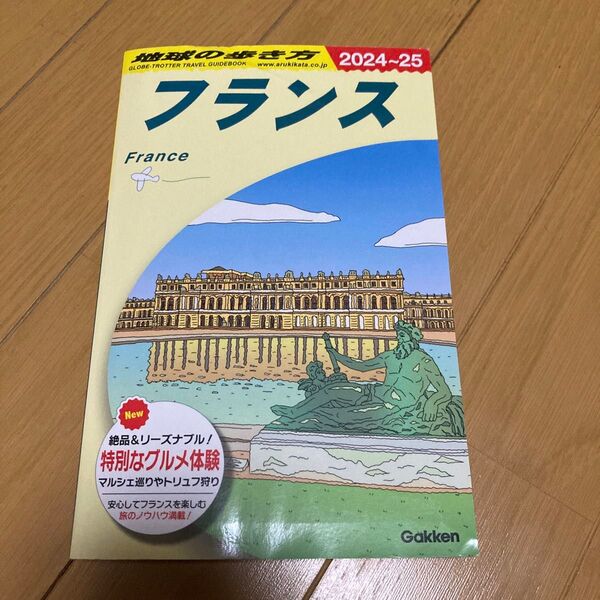 地球の歩き方
GLOBE-TROTTER TRAVEL GUIDEBOOK www.arukikata.co.jp
2024~25
フランス
France
New
絶品&リーズナブル!
特別なグルメ体験
マルシェ巡りやトリュフ狩り
安心してフランスを楽しむ
旅のノウハウ満載!
Gakken